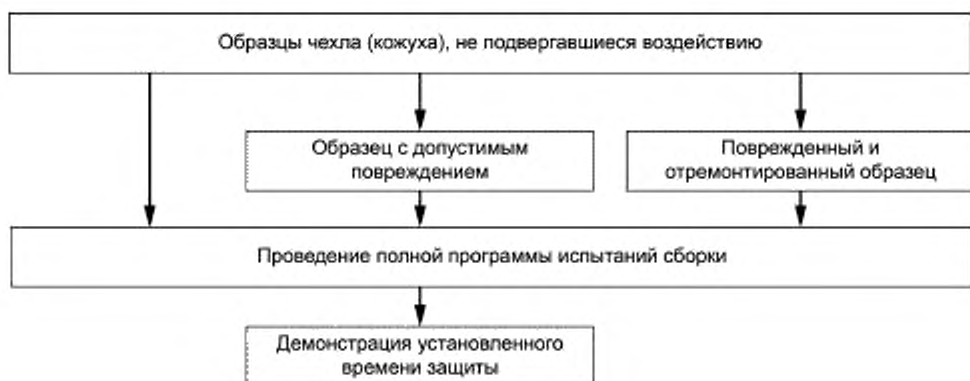 Образцы чехла (кожуха), не подвергавшиеся воздействию
Образец с допустимым
повреждением
Поврежденный и
отремонтированный образец
Проведение полной программы испытаний сборки
Демонстрация установленного
времени защиты